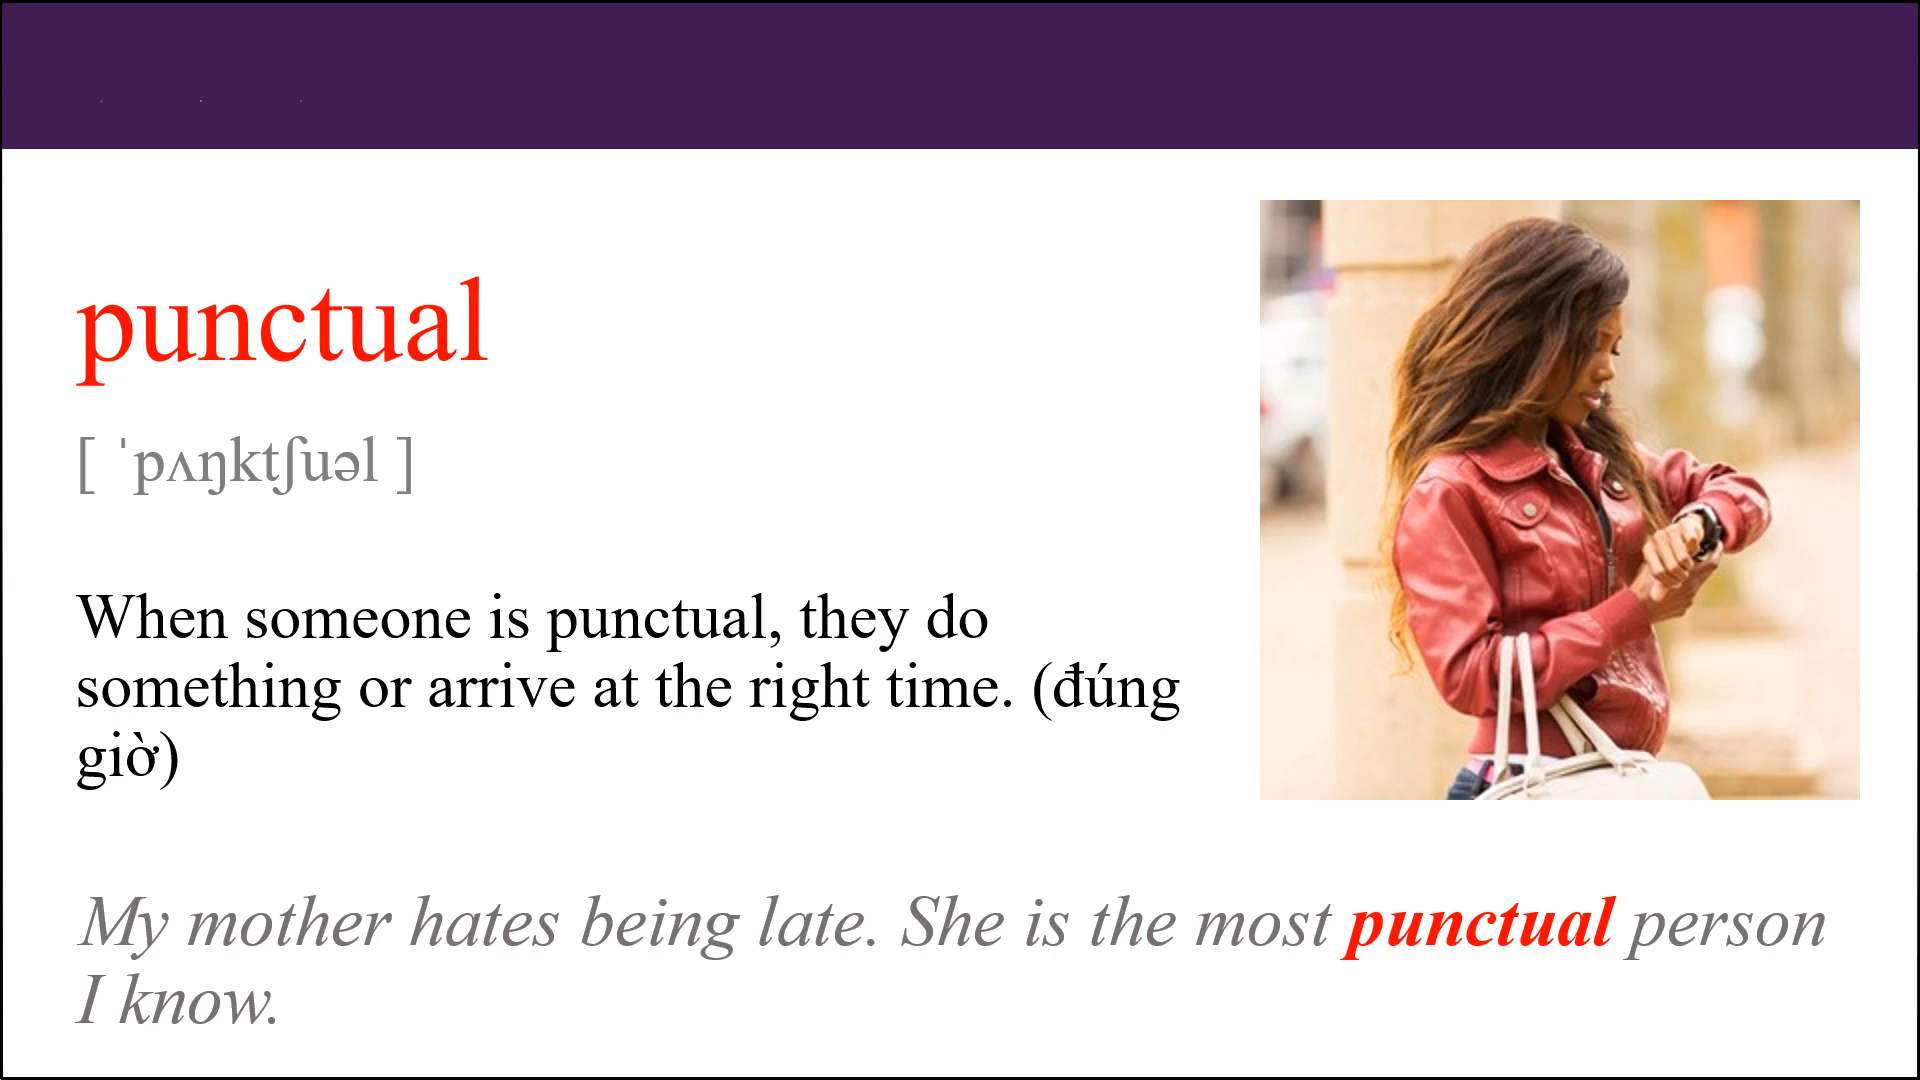 punctual
[ ˈpʌŋktʃuəl ]
When someone is punctual, they do
something or arrive at the right time. (đúng
giờ)
My mother hates being late. She is the most punctual person
I know.